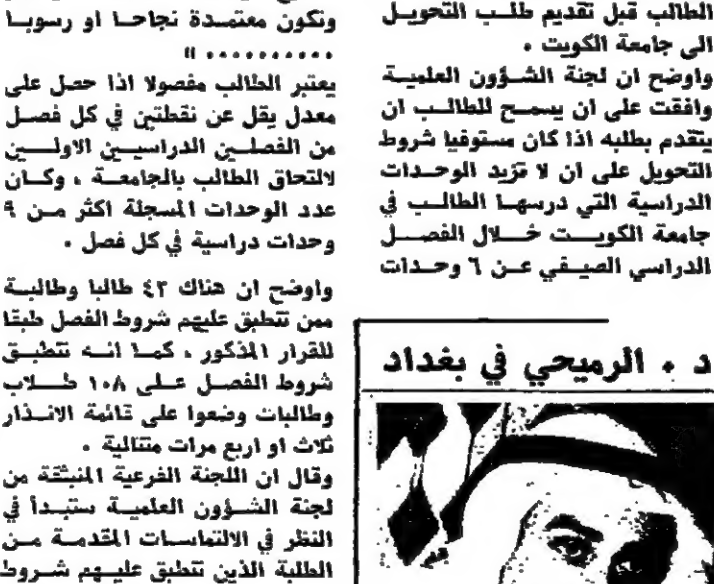 الطالب قبل تقديم طلب التحويل
الى جامعة الكويت .
واوضح ان لجنة الشؤون العلمية
وافقت على ان يسمح للطالب ان
يتقدم بطلبه اذا كان مستوفيا شروط
التحويل على ان لا تزيد الوحدات
الدراسية التي درسها الطالب في
جامعة الكويت خلال الفصل
الدراسي الصيفي عن ٦ وحدات
د . الرميحي في بغداد
وتكون معتمدة نجاحا او رسوبا
.......... "
يعتبر الطالب مفصولا اذا حصل على
معدل يقل عن نقطتين في كل فصل
من الفصلين الدراسيين الاولين
لالتحاق الطالب بالجامعة ، وكان
عدد الوحدات المسجلة اكثر من ٩
وحدات دراسية في كل فصل .
واوضح ان هناك ٤٢ طالبا وطالبة
ممن تنطبق عليهم شروط الفصل طبقا
للقرار المذكور ، كما انه تنطبق
شروط الفصل على ١٠٨ طلاب
وطالبات وضعوا على قائمة الانذار
ثلاث او اربع مرات متتالية .
وقال ان اللجنة الفرعية المنبثقة من
لجنة الشؤون العلمية ستبدأ في
النظر في الالتماسات المقدمة من
الطلبة الذين تنطبق عليهم شروط